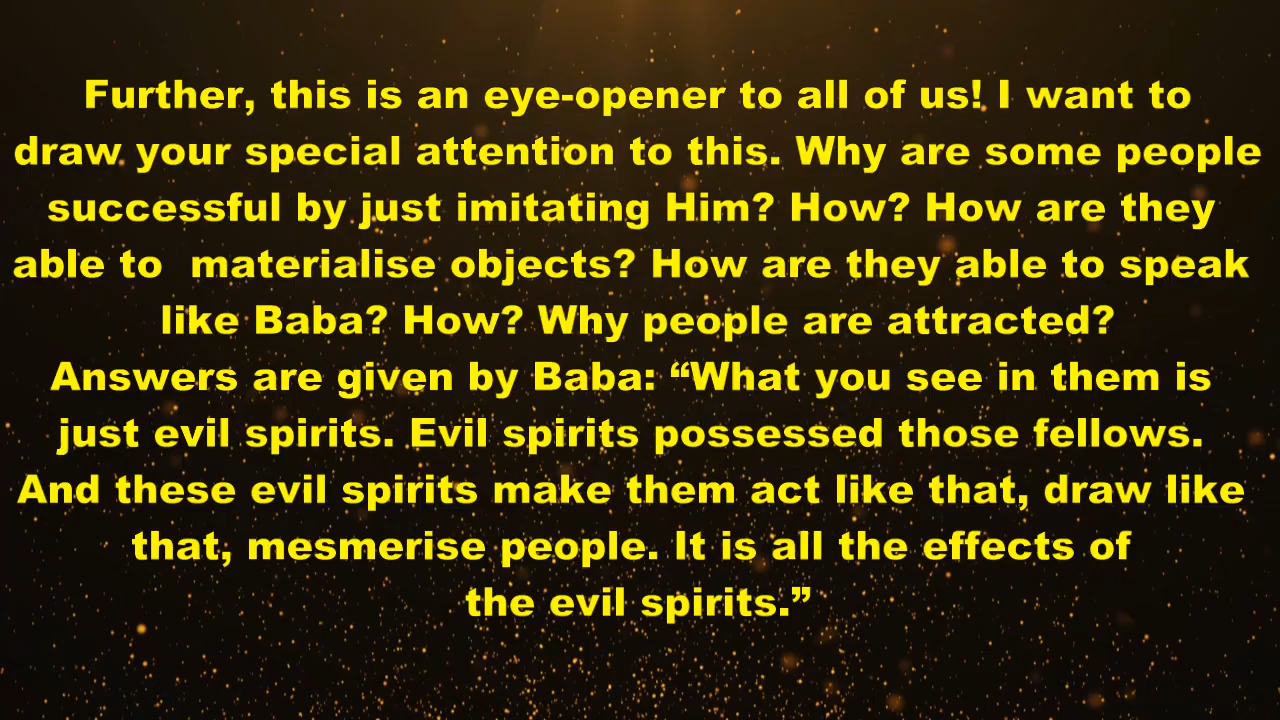 Further, this is an eye-opener to all of us! I want to
draw your special attention to this. Why are some people
successful by just imitating Him? How? How are they
able to  materialise objects? How are they able to speak
like Baba? How? Why people are attracted?
Answers are given by Baba: “What you see in them is
just evil spirits. Evil spirits possessed those fellows.
And these evil spirits make them act like that, draw like
that, mesmerise people. It is all the effects of
the evil spirits.”